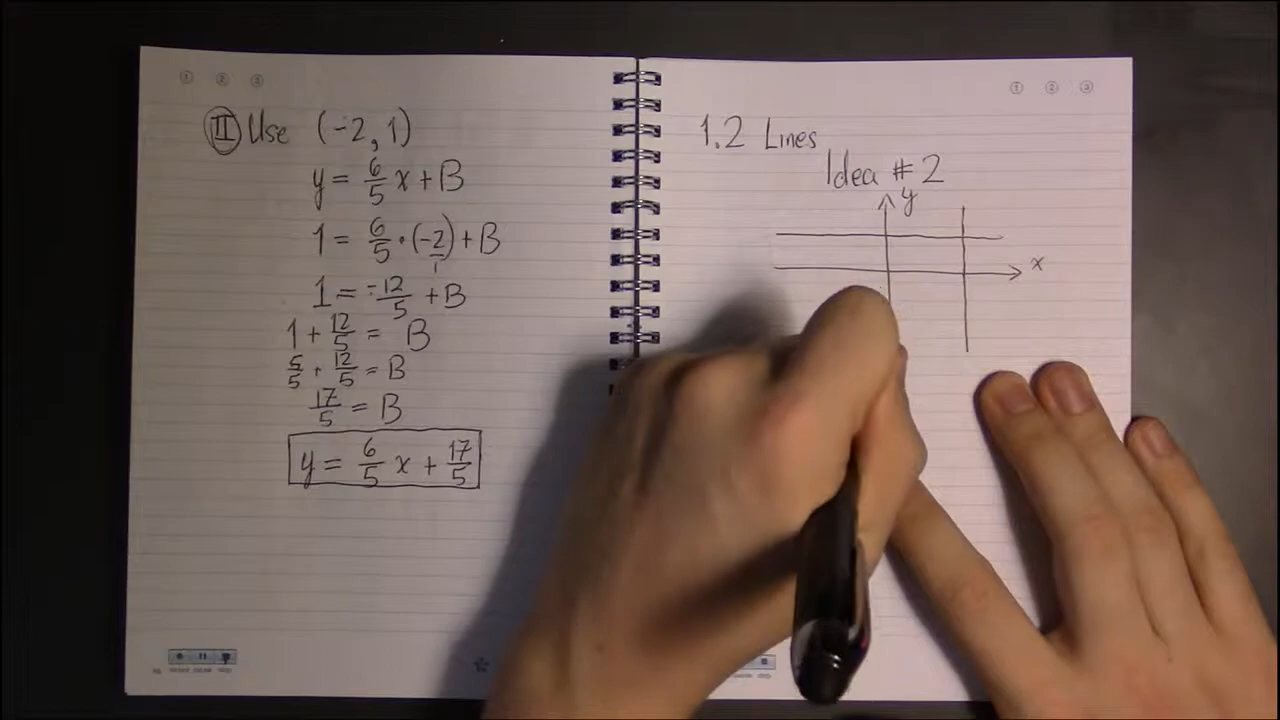 ① ② ③
Ⅱ Use (-2, 1)
y = 6/5 x + B
1 = 6/5 • (-2)/1 + B
1 = -12/5 + B
1 + 12/5 = B
5/5 + 12/5 = B
17/5 = B
y = 6/5 x + 17/5
① ② ③
1.2 Lines
Idea # 2
y
x